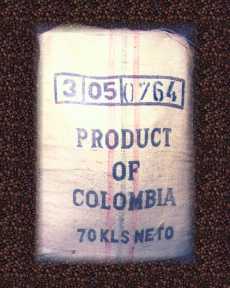 3 05 0764
PRODUCT
OF
COLOMBIA
70 KLS NETO